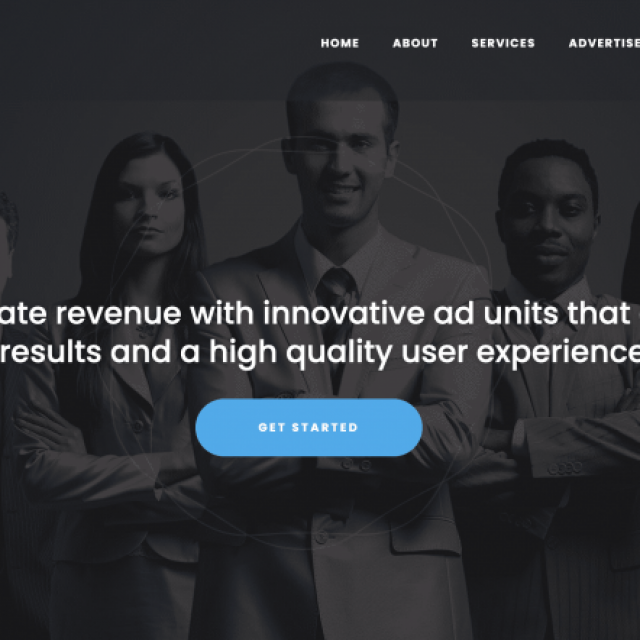 HOME ABOUT SERVICES ADVERTISE
ate revenue with innovative ad units that
results and a high quality user experience
GET STARTED